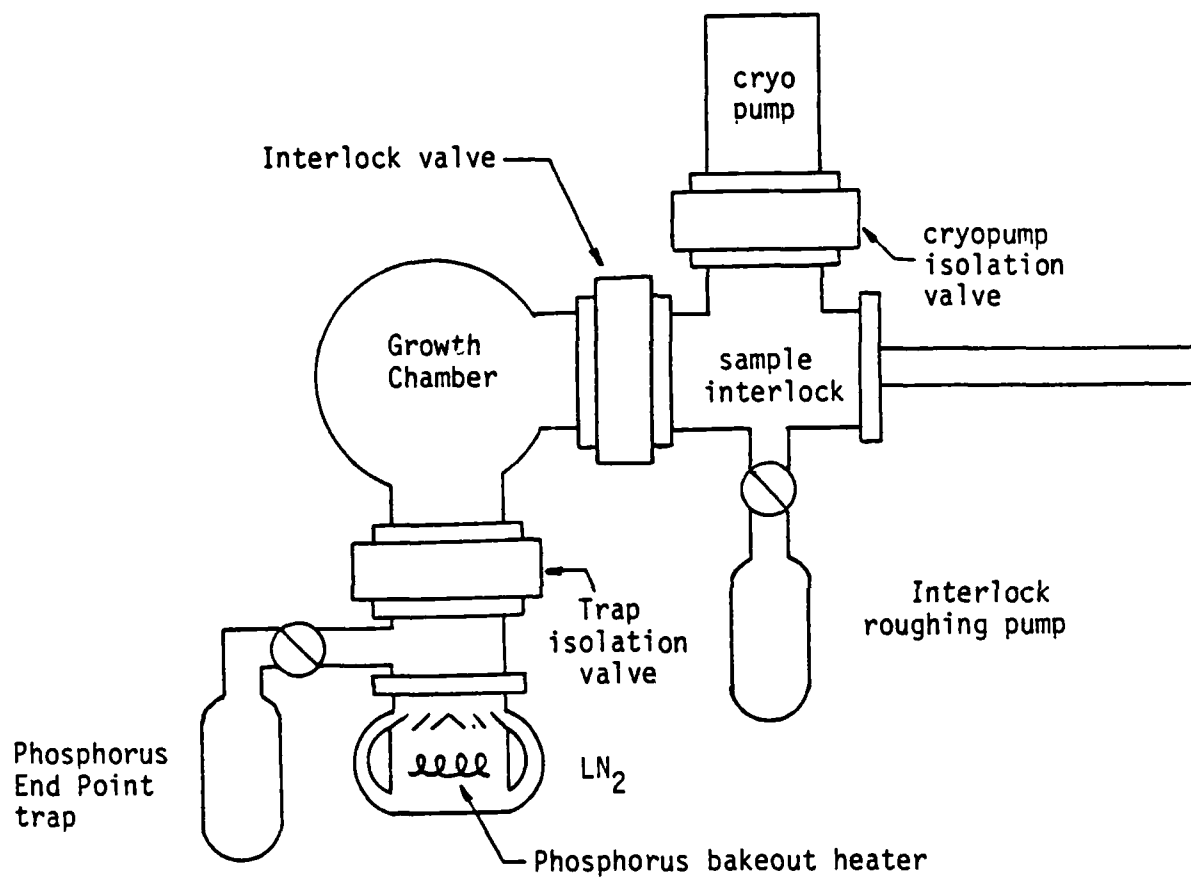 cryo
pump
Interlock valve
cryopump
isolation
valve
Growth
Chamber
sample
interlock
Trap
isolation
valve
Interlock
roughing pump
Phosphorus
End Point
trap
LN2
Phosphorus bakeout heater